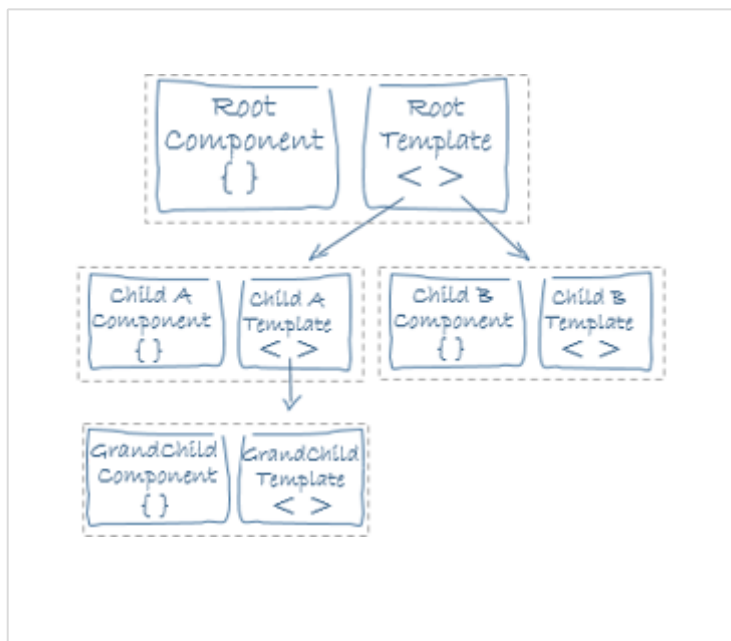 Root
Component
{ }
Root
Template
< >
Child A
Component
{ }
Child A
Template
< >
Child B
Component
{ }
Child B
Template
< >
GrandChild
Component
{ }
GrandChild
Template
< >